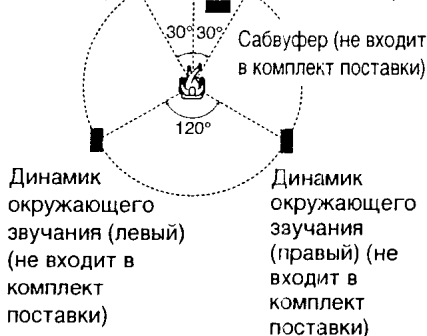 30° 30°
Сабвуфер (не входит
в комплект поставки)
120°
Динамик
окружающего
звучания (левый)
(не входит в
комплект
поставки)
Динамик
окружающего
звучания
(правый) (не
входит в
комплект
поставки)